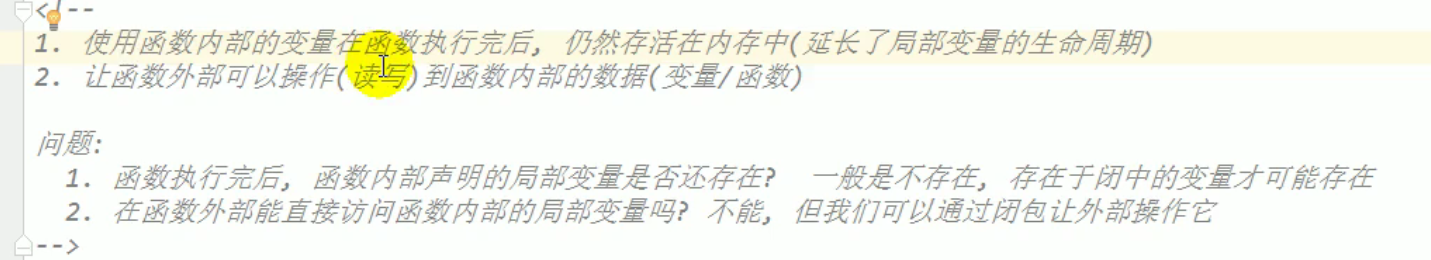 <!--
1. 使用函数内部的变量在函数执行完后, 仍然存活在内存中(延长了局部变量的生命周期)
2. 让函数外部可以操作(读写)到函数内部的数据(变量/函数)
问题:
1. 函数执行完后, 函数内部声明的局部变量是否还存在? 一般是不存在, 存在于闭中的变量才可能存在
2. 在函数外部能直接访问函数内部的局部变量吗? 不能, 但我们可以通过闭包让外部操作它
-->